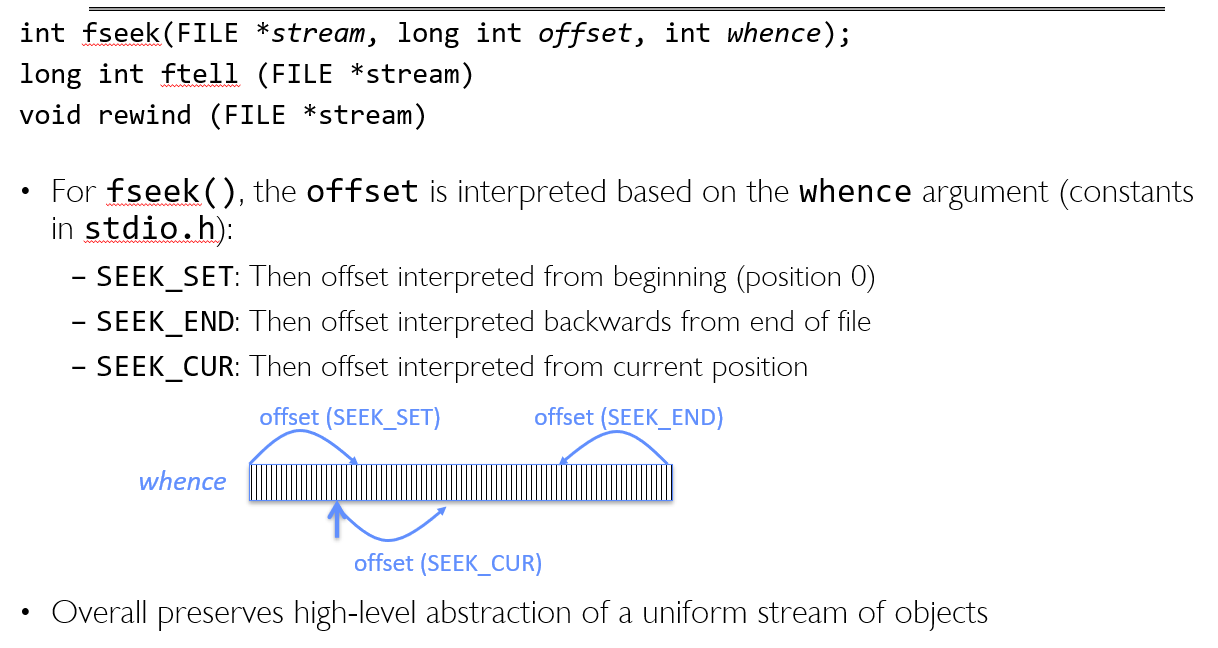 int fseek(FILE *stream, long int offset, int whence);
long int ftell (FILE *stream)
void rewind (FILE *stream)
• For fseek(), the offset is interpreted based on the whence argument (constants
in stdio.h):
– SEEK_SET: Then offset interpreted from beginning (position 0)
– SEEK_END: Then offset interpreted backwards from end of file
– SEEK_CUR: Then offset interpreted from current position
offset (SEEK_SET) offset (SEEK_END)
whence
offset (SEEK_CUR)
• Overall preserves high-level abstraction of a uniform stream of objects